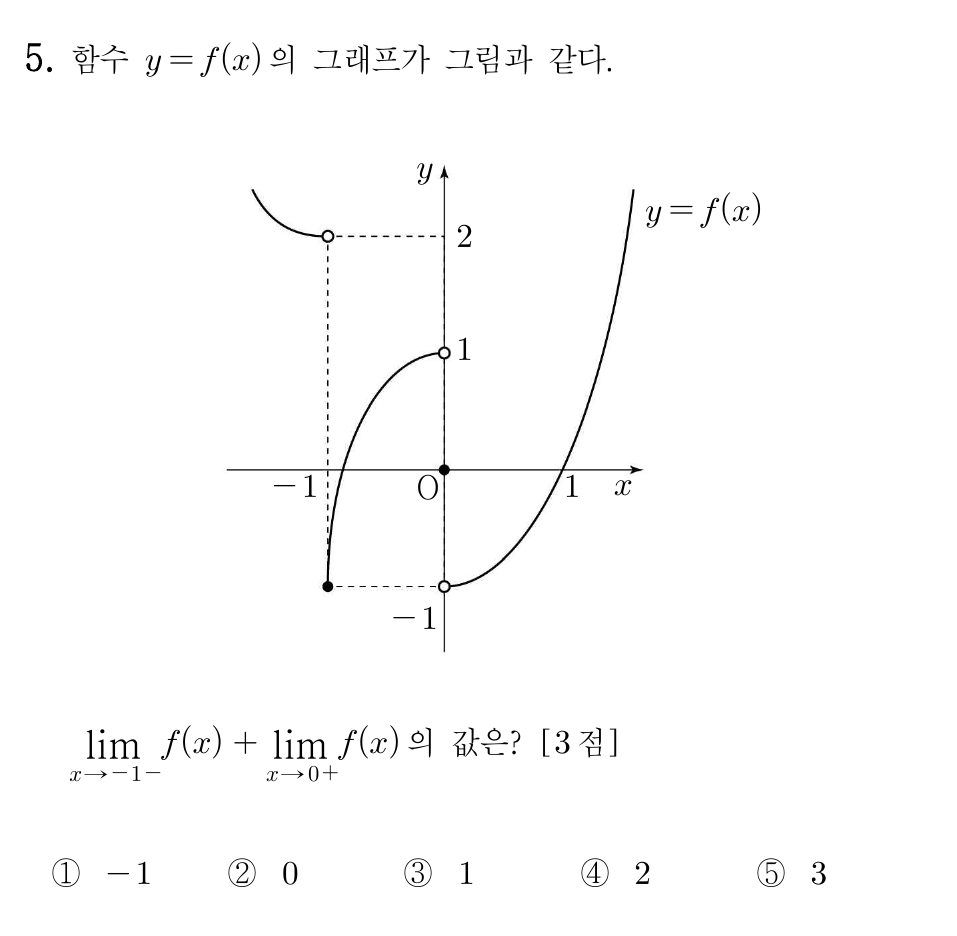 5. 함수 y=f(x)의 그래프가 그림과 같다.
y
2
y=f(x)
1
-1
O
1
x
-1
lim f(x) + lim f(x)의 값은? [3점]
x→-1- x→0+
① -1 ② 0 ③ 1 ④ 2 ⑤ 3